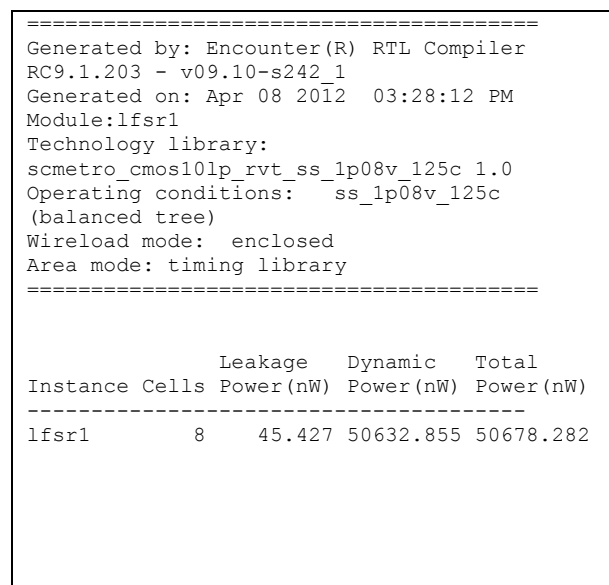 ========================================
Generated by: Encounter(R) RTL Compiler
RC9.1.203 - v09.10-s242_1
Generated on: Apr 08 2012  03:28:12 PM
Module:lfsr1
Technology library:
scmetro_cmos10lp_rvt_ss_1p08v_125c 1.0
Operating conditions:   ss_1p08v_125c
(balanced tree)
Wireload mode:  enclosed
Area mode: timing library
========================================
Leakage   Dynamic   Total
Instance Cells Power(nW) Power(nW) Power(nW)
---------------------------------------
lfsr1        8    45.427 50632.855 50678.282